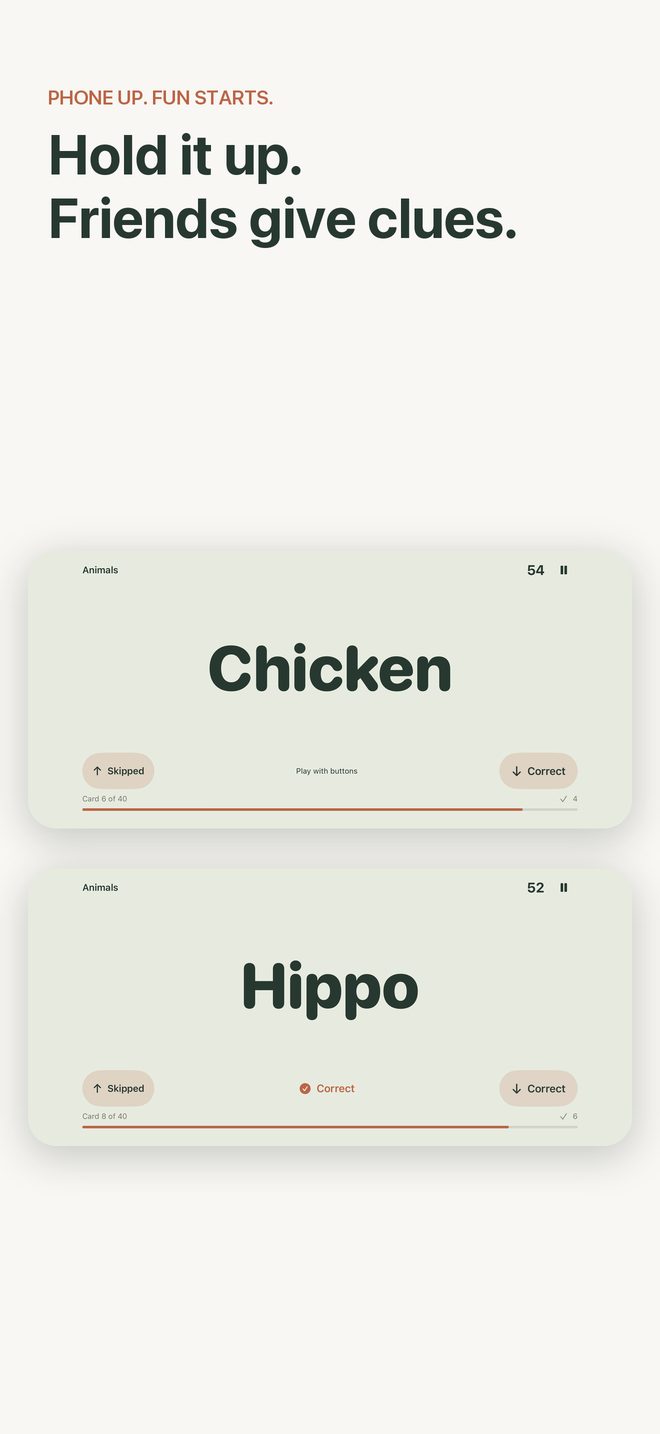 PHONE UP. FUN STARTS.
Hold it up.
Friends give clues.
Animals 54
Chicken
↑ Skipped Play with buttons ↓ Correct
Card 6 of 40 ✓ 4
Animals 52
Hippo
↑ Skipped Correct ↓ Correct
Card 8 of 40 ✓ 6